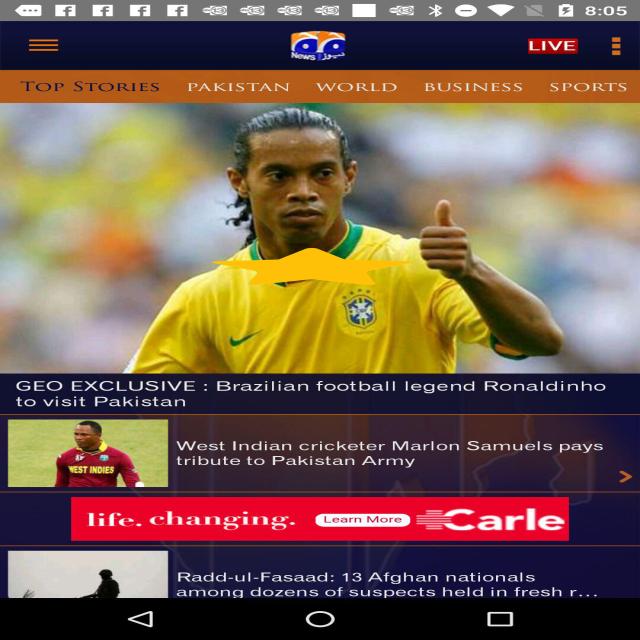 8:05
News جیو نیوز
LIVE
TOP STORIES PAKISTAN WORLD BUSINESS SPORTS
GEO EXCLUSIVE : Brazilian football legend Ronaldinho
to visit Pakistan
WEST INDIES
West Indian cricketer Marlon Samuels pays
tribute to Pakistan Army
life. changing. Learn More Carle
Radd-ul-Fasaad: 13 Afghan nationals
among dozens of suspects held in fresh r...